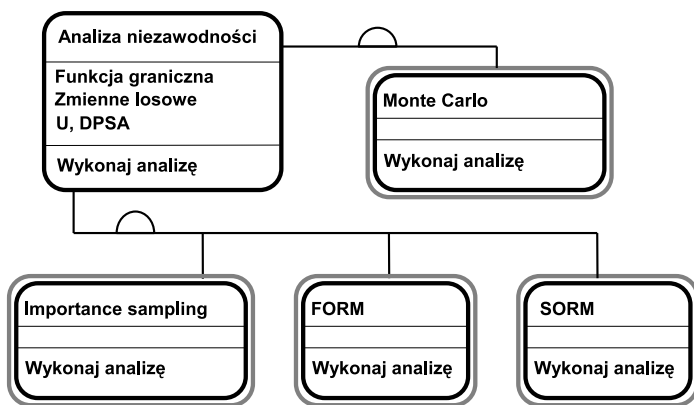 Analiza niezawodności
Funkcja graniczna
Zmienne losowe
U, DPSA
Wykonaj analizę
Monte Carlo
Wykonaj analizę
Importance sampling
Wykonaj analizę
FORM
Wykonaj analizę
SORM
Wykonaj analizę